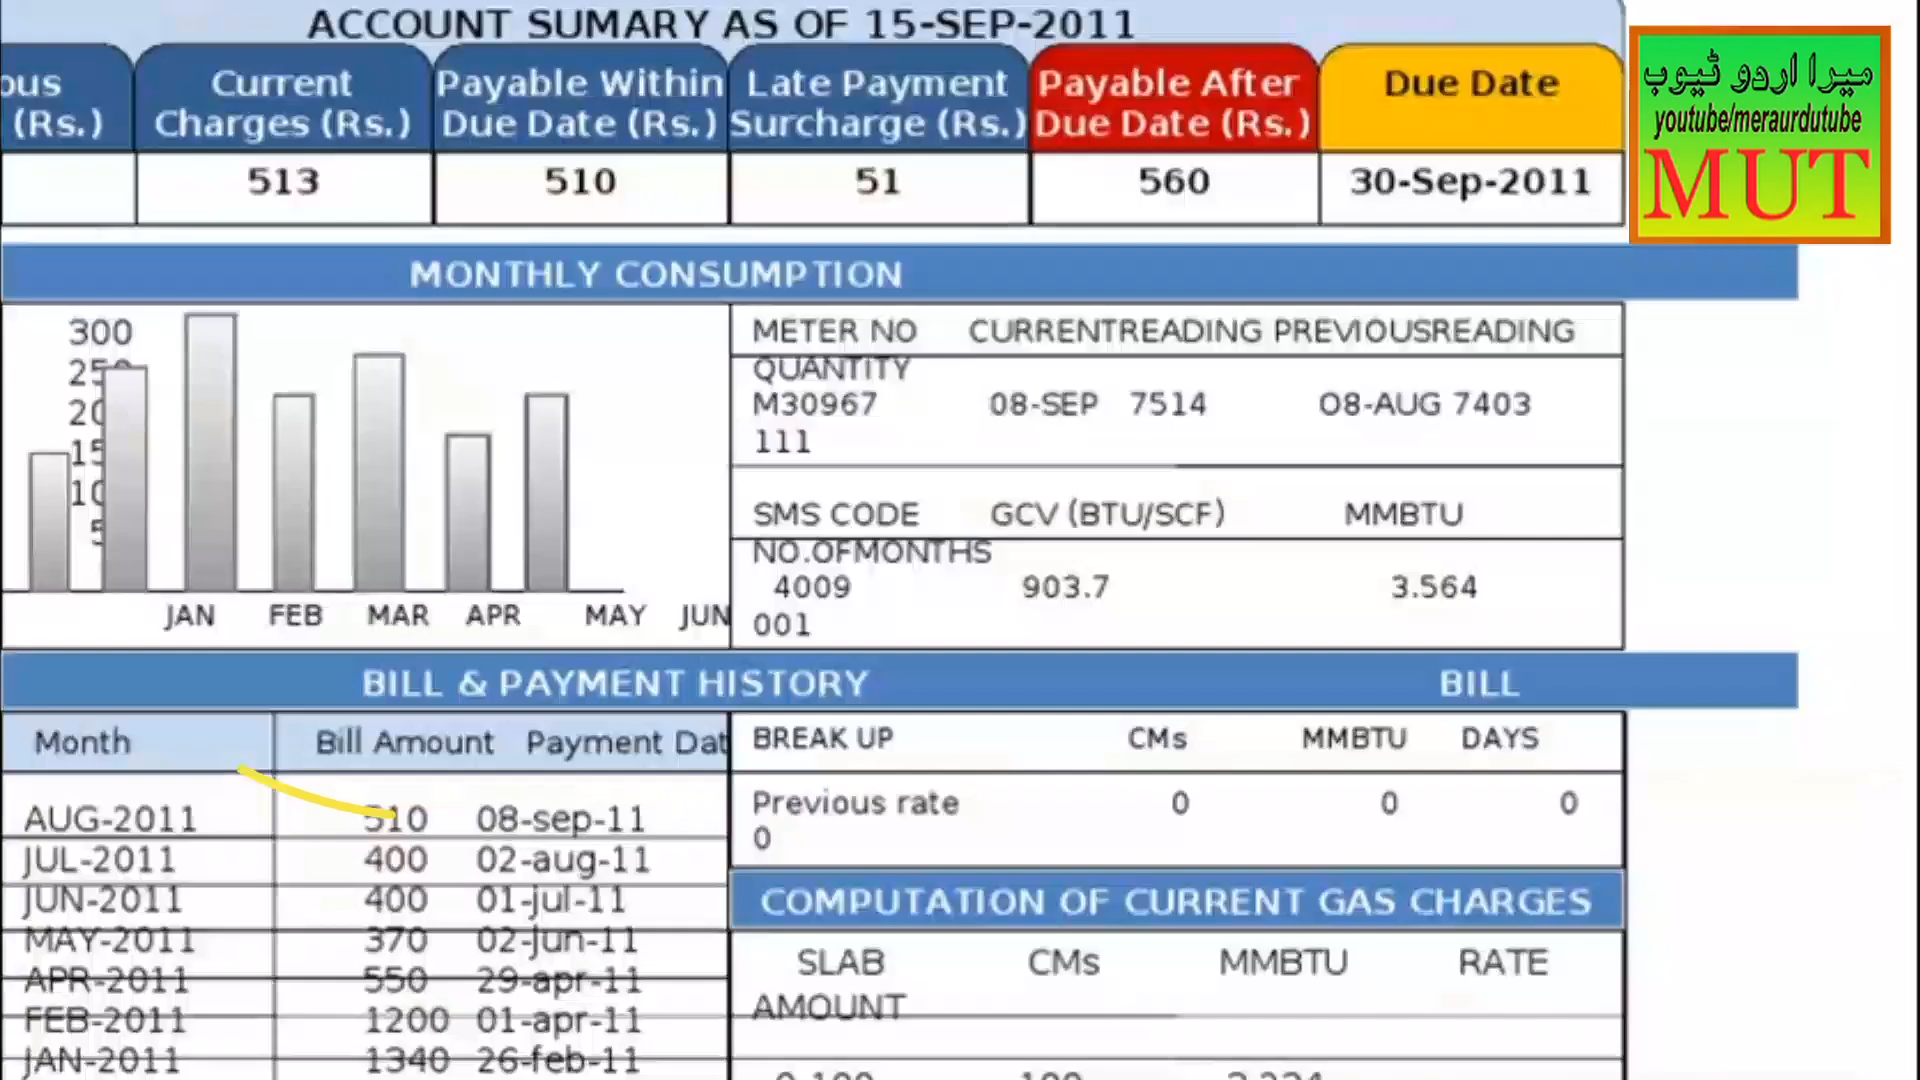 ACCOUNT SUMARY AS OF 15-SEP-2011
(Rs.)
Current
Charges (Rs.)
Payable Within
Due Date (Rs.)
Late Payment
Surcharge (Rs.)
Payable After
Due Date (Rs.)
Due Date
513 510 51 560 30-Sep-2011
میرا اردو ٹیوب
youtube/meraurdutube
MUT
MONTHLY CONSUMPTION
300
JAN FEB MAR APR MAY JUN
METER NO CURRENTREADING PREVIOUSREADING
QUANTITY
M30967 08-SEP 7514 O8-AUG 7403
111
SMS CODE GCV (BTU/SCF) MMBTU
NO.OFMONTHS
4009 903.7 3.564
001
BILL & PAYMENT HISTORY BILL
Month Bill Amount Payment Dat
AUG-2011 510 08-sep-11
JUL-2011 400 02-aug-11
JUN-2011 400 01-jul-11
MAY-2011 370 02-Jun-11
APR-2011 550 29-apr-11
FEB-2011 1200 01-apr-11
JAN-2011 1340 26-feb-11
BREAK UP CMs MMBTU DAYS
Previous rate 0 0 0
0
COMPUTATION OF CURRENT GAS CHARGES
SLAB CMs MMBTU RATE
AMOUNT